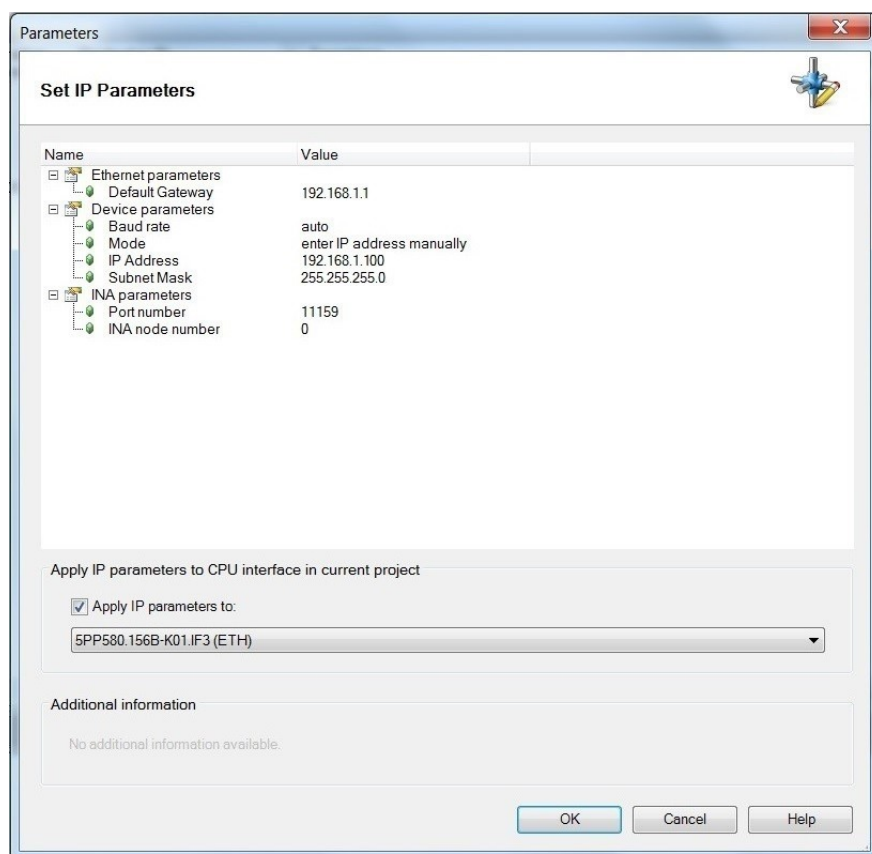 Parameters
Set IP Parameters
Name Value
Ethernet parameters
Default Gateway 192.168.1.1
Device parameters
Baud rate auto
Mode enter IP address manually
IP Address 192.168.1.100
Subnet Mask 255.255.255.0
INA parameters
Port number 11159
INA node number 0
Apply IP parameters to CPU interface in current project
Apply IP parameters to:
5PP580.156B-K01.IF3 (ETH)
Additional information
No additional information available.
OK Cancel Help